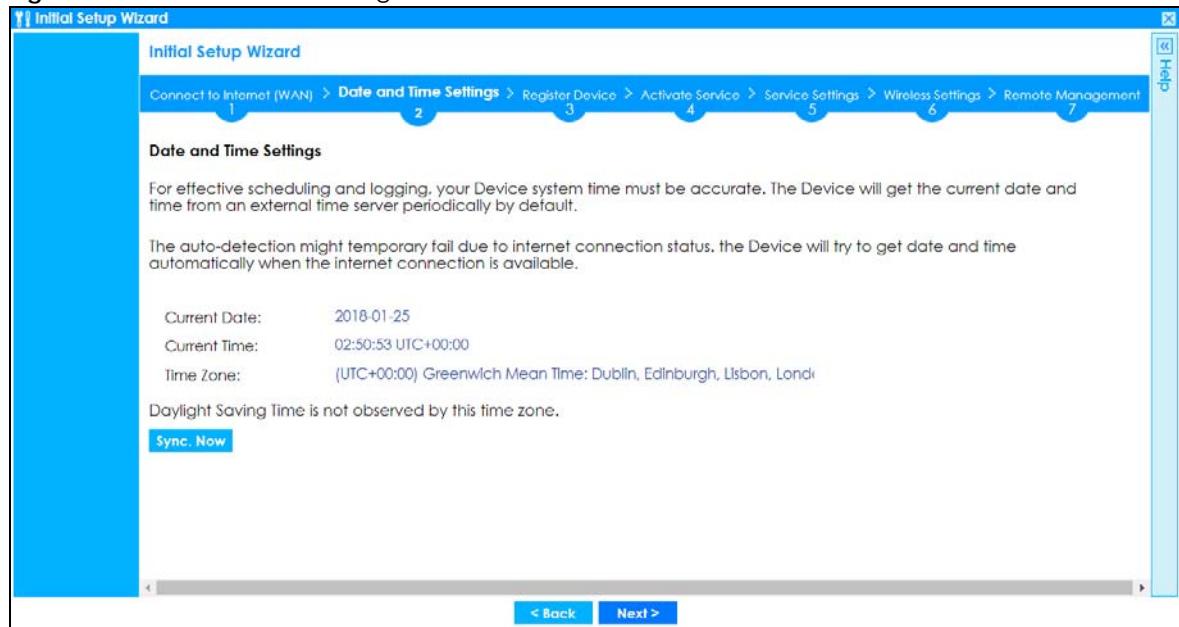 Initial Setup Wizard
Initial Setup Wizard
Help
Connect to Internet (WAN) > Date and Time Settings > Register Device > Activate Service > Service Settings > Wireless Settings > Remote Management
1 2 3 4 5 6 7
Date and Time Settings
For effective scheduling and logging, your Device system time must be accurate. The Device will get the current date and
time from an external time server periodically by default.
The auto-detection might temporary fail due to internet connection status. the Device will try to get date and time
automatically when the internet connection is available.
Current Date: 2018-01-25
Current Time: 02:50:53 UTC+00:00
Time Zone: (UTC+00:00) Greenwich Mean Time: Dublin, Edinburgh, Lisbon,
Daylight Saving Time is not observed by this time zone.
Sync. Now
< Back Next >